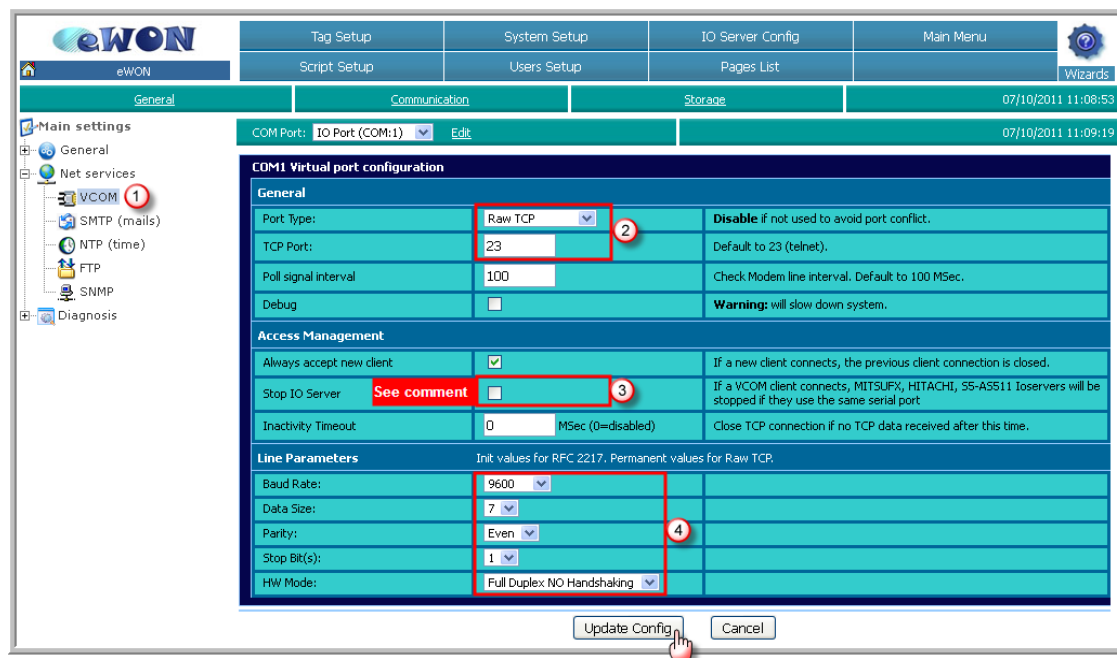 eWON
Tag Setup
System Setup
IO Server Config
Main Menu
eWON
Script Setup
Users Setup
Pages List
Wizards
General
Communication
Storage
07/10/2011 11:08:53
Main settings
General
Net services
VCOM 1
SMTP (mails)
NTP (time)
FTP
SNMP
Diagnosis
COM Port: IO Port (COM:1) Edit
07/10/2011 11:09:19
COM1 Virtual port configuration
General
Port Type: Raw TCP Disable if not used to avoid port conflict.
2
TCP Port: 23 Default to 23 (telnet).
Poll signal interval 100 Check Modem line interval. Default to 100 MSec.
Debug Warning: will slow down system.
Access Management
Always accept new client If a new client connects, the previous client connection is closed.
Stop IO Server See comment 3 If a VCOM client connects, MITSUFX, HITACHI, S5-AS511 Ioservers will be
stopped if they use the same serial port
Inactivity Timeout 0 MSec (0=disabled) Close TCP connection if no TCP data received after this time.
Line Parameters Init values for RFC 2217. Permanent values for Raw TCP.
Baud Rate: 9600
Data Size: 7
Parity: Even 4
Stop Bit(s): 1
HW Mode: Full Duplex NO Handshaking
Update Config Cancel